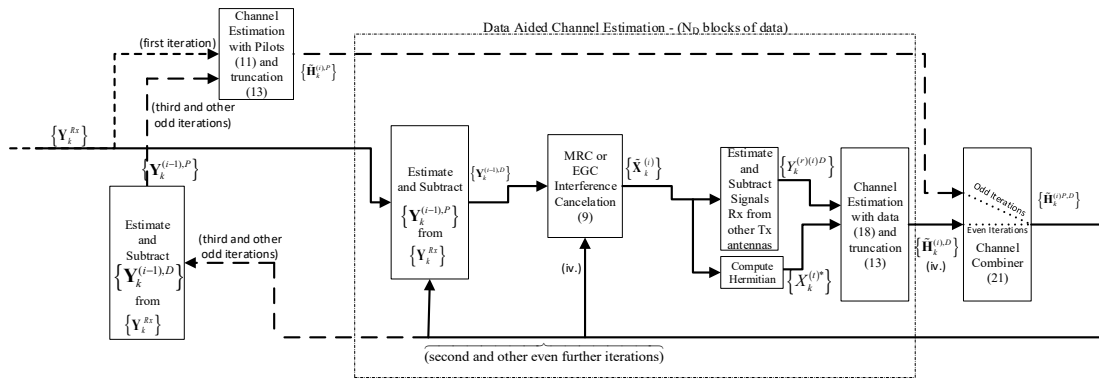 Data Aided Channel Estimation - (N_D blocks of data)
(first iteration)
Channel
Estimation
with Pilots
(11) and
truncation
(13)
{H̃_k^{(i),P}}
(third and other
odd iterations)
{Y_k^{Rx}}
{Y_k^{(i−1),P}}
Estimate
and
Subtract
{Y_k^{(i−1),D}}
from
{Y_k^{Rx}}
(third and other
odd iterations)
Estimate
and Subtract
{Y_k^{(i−1),P}}
from
{Y_k^{Rx}}
{Y_k^{(i−1),D}}
MRC or
EGC
Interference
Cancelation
(9)
{X̃_k^{(i)}}
(iv.)
Estimate
and
Subtract
Signals
Rx from
other Tx
antennas
{Y_k^{(r)(i)D}}
Compute
Hermitian
{X_k^{(t)*}}
Channel
Estimation
with data
(18) and
truncation
(13)
{H̃_k^{(i),D}}
(iv.)
Odd Iterations
Even Iterations
Channel
Combiner
(21)
{H̃_k^{(i)P,D}}
(second and other even further iterations)